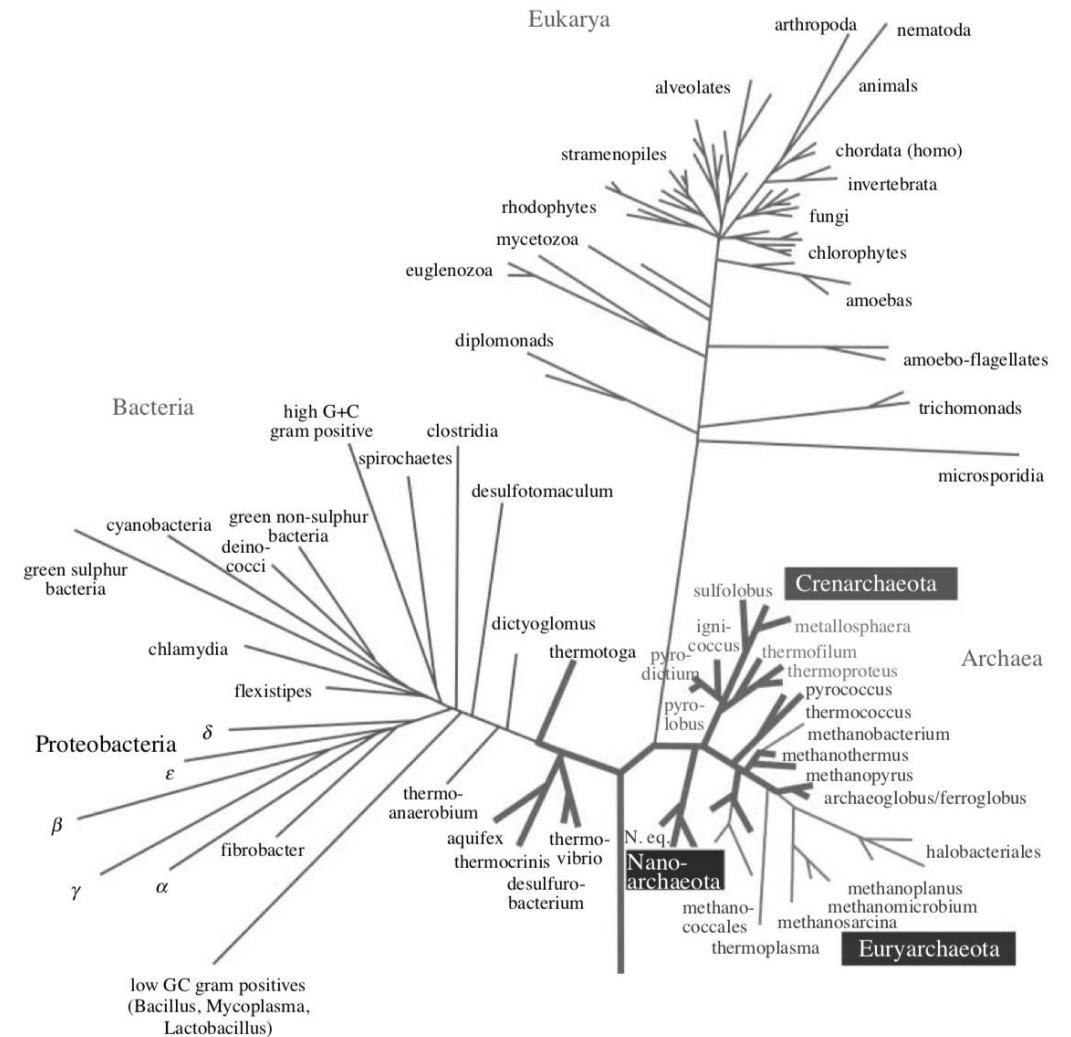 Eukarya
arthropoda
nematoda
alveolates
animals
stramenopiles
chordata (homo)
invertebrata
rhodophytes
fungi
mycetozoa
chlorophytes
euglenozoa
amoebas
diplomonads
amoebo-flagellates
trichomonads
microsporidia
Bacteria
high G+C
gram positive
clostridia
spirochaetes
desulfotomaculum
cyanobacteria
green non-sulphur
bacteria
deino-
cocci
green sulphur
bacteria
chlamydia
flexistipes
dictyoglomus
thermotoga
Proteobacteria
δ
ε
β
γ
α
fibrobacter
thermo-
anaerobium
aquifex
thermocrinis
thermo-
vibrio
desulfuro-
bacterium
low GC gram positives
(Bacillus, Mycoplasma,
Lactobacillus)
Crenarchaeota
sulfolobus
igni-
coccus
metallosphaera
Archaea
pyro-
dictium
thermofilum
thermoproteus
pyrococcus
pyro-
lobus
thermococcus
methanobacterium
methanothermus
methanopyrus
archaeoglobus/ferroglobus
N. eq.
Nano-
archaeota
halobacteriales
methanoplanus
methanomicrobium
methano-
coccales
methanosarcina
thermoplasma
Euryarchaeota